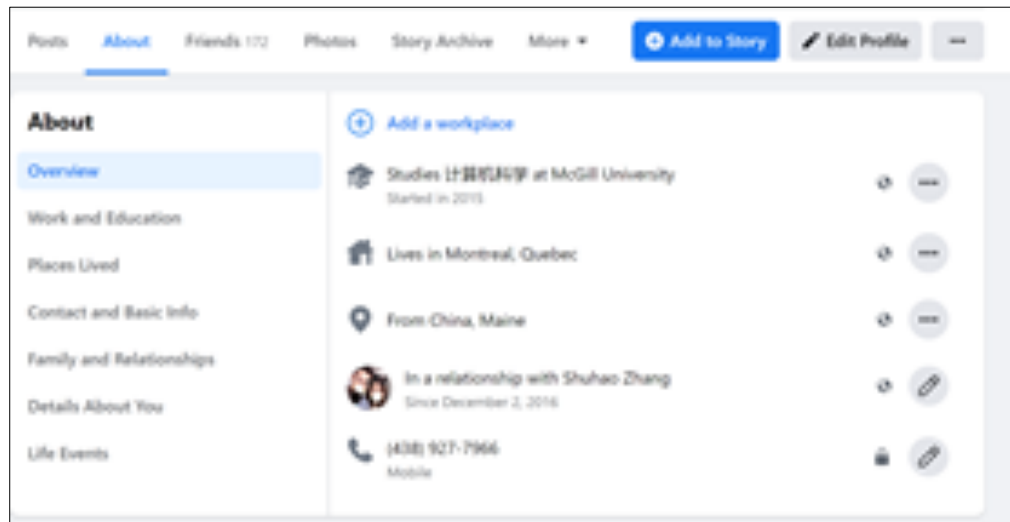 Posts About Friends 172 Photos Story Archive More Add to Story Edit Profile
About
Overview
Work and Education
Places Lived
Contact and Basic Info
Family and Relationships
Details About You
Life Events
Add a workplace
Studies 计算机科学 at McGill University
Started in 2015
Lives in Montreal, Quebec
From China, Maine
In a relationship with Shuhao Zhang
Since December 2, 2016
(438) 927-7966
Mobile